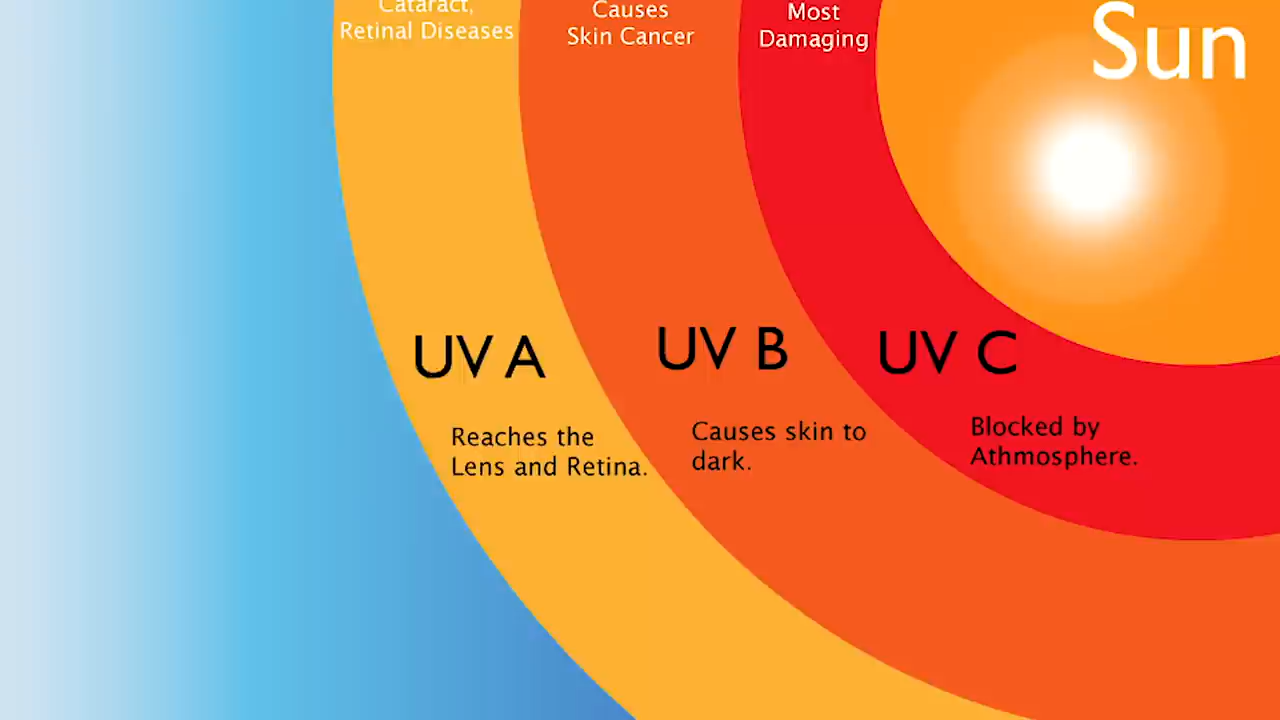 Cataract,
Retinal Diseases
Causes
Skin Cancer
Most
Damaging
Sun
UV A
UV B
UV C
Reaches the
Lens and Retina.
Causes skin to
dark.
Blocked by
Athmosphere.